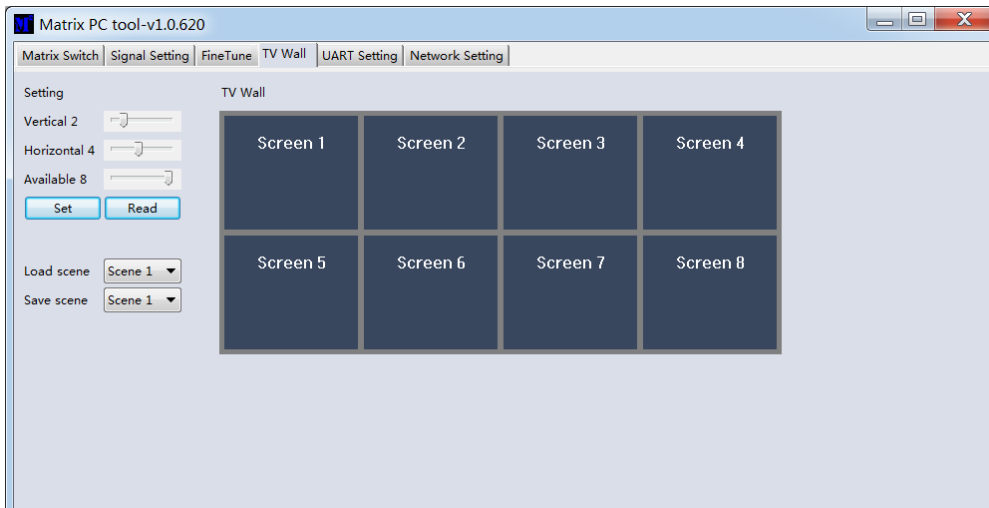 Matrix PC tool-v1.0.620
Matrix Switch Signal Setting FineTune TV Wall UART Setting Network Setting
Setting TV Wall
Vertical 2
Horizontal 4
Available 8
Set Read
Load scene Scene 1
Save scene Scene 1
Screen 1 Screen 2 Screen 3 Screen 4
Screen 5 Screen 6 Screen 7 Screen 8